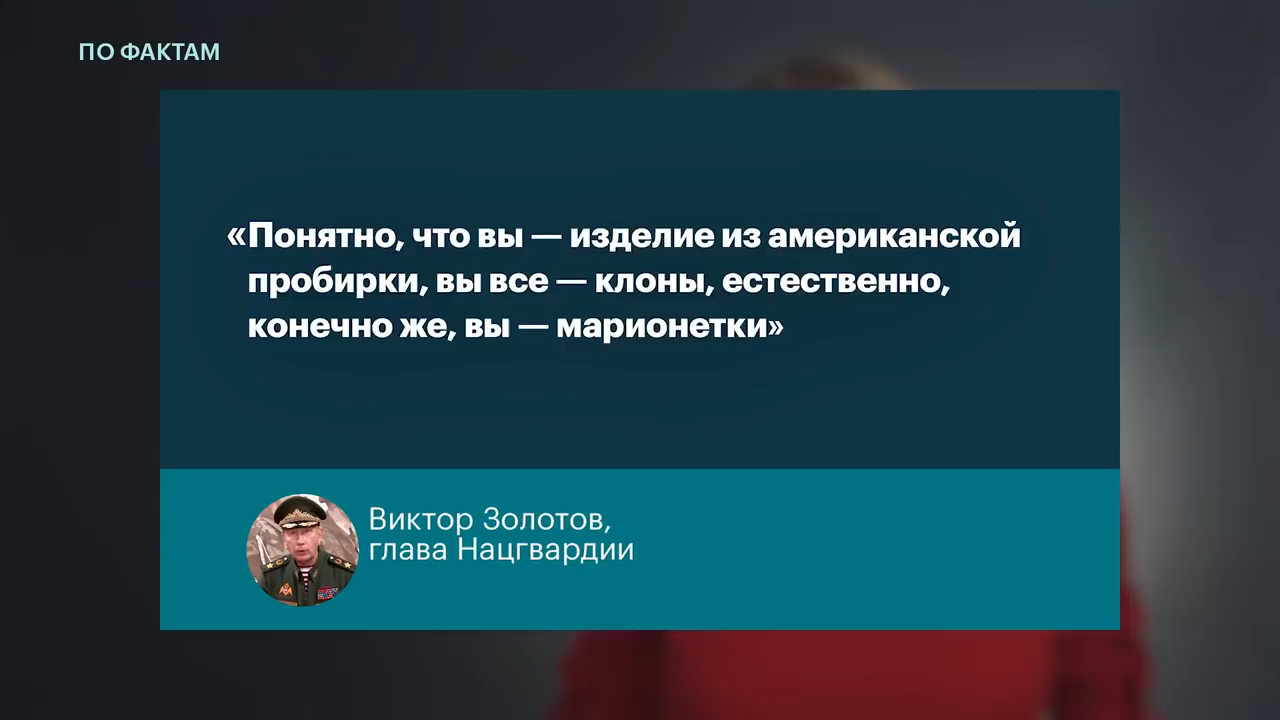 ПО ФАКТАМ
«Понятно, что вы — изделие из американской
пробирки, вы все — клоны, естественно,
конечно же, вы — марионетки»
Виктор Золотов,
глава Нацгвардии